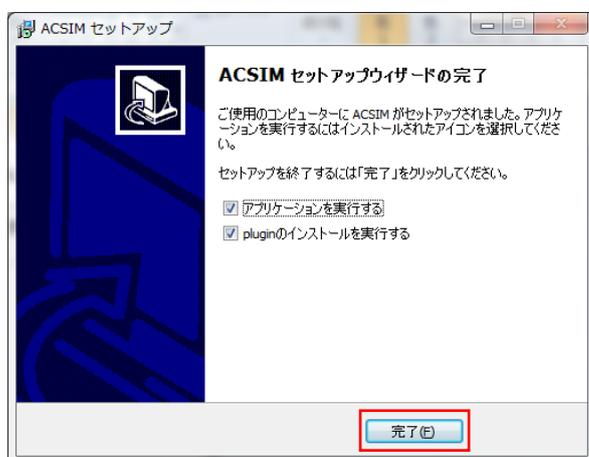 ACSIM セットアップ
ACSIM セットアップウィザードの完了
ご使用のコンピューターに ACSIM がセットアップされました。アプリケ
ーションを実行するにはインストールされたアイコンを選択してくださ
い。
セットアップを終了するには「完了」をクリックしてください。
アプリケーションを実行する
pluginのインストールを実行する
完了(F)